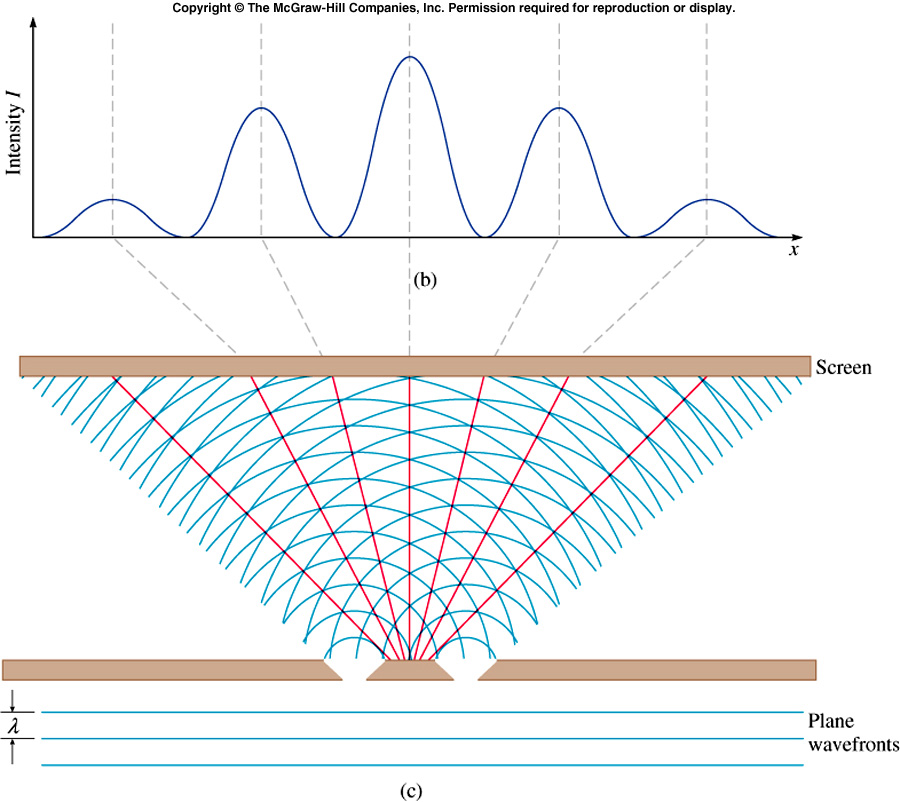 Copyright © The McGraw-Hill Companies, Inc. Permission required for reproduction or display.
Intensity I
x
(b)
Screen
λ
Plane
wavefronts
(c)